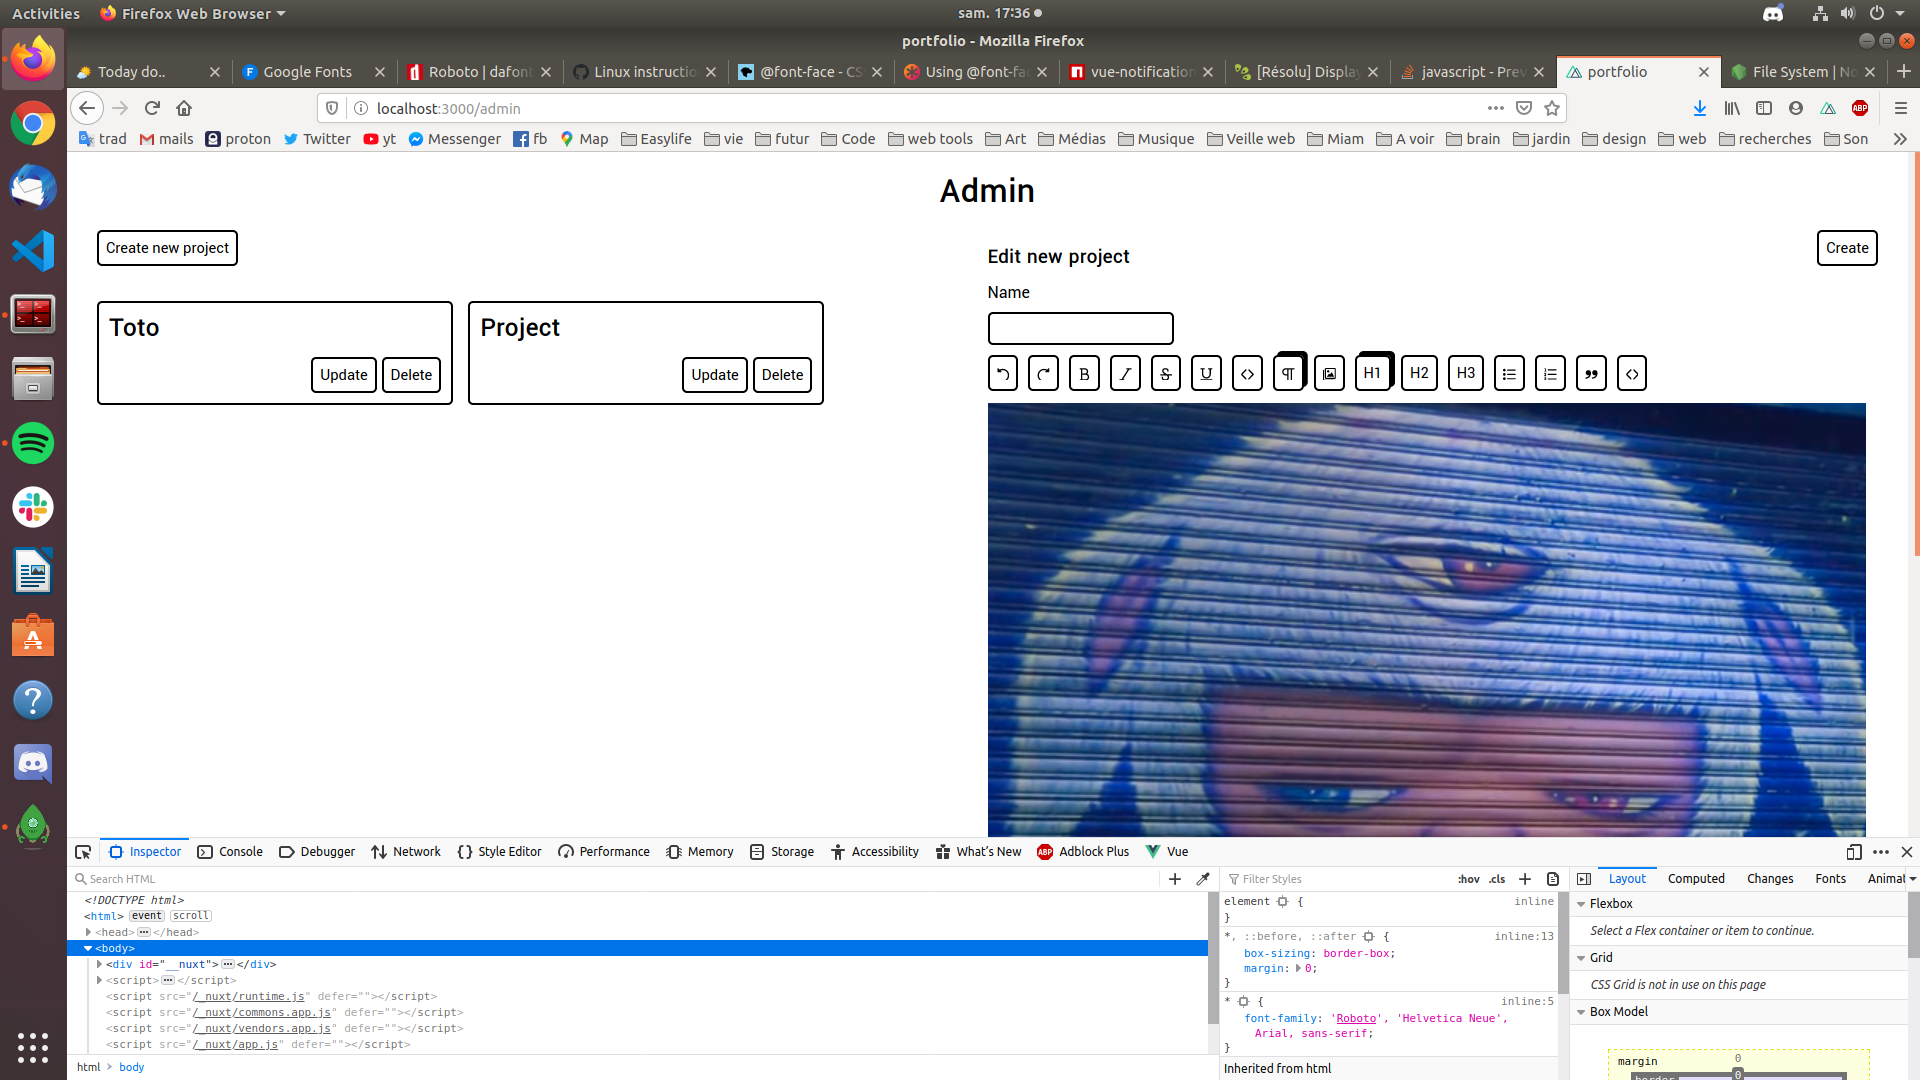 Activities Firefox Web Browser sam. 17:36
portfolio - Mozilla Firefox
Today do.. Google Fonts Roboto | dafont Linux instructio @font-face - CS Using @font-fa vue-notification [Résolu] Display javascript - Prev portfolio File System | No
localhost:3000/admin ABP
trad mails proton Twitter yt Messenger fb Map Easylife vie futur Code web tools Art Médias Musique Veille web Miam A voir brain jardin design web recherches Son
Admin
Create new project
Edit new project
Create
Name
Toto
Update Delete
Project
Update Delete
B I S U <> ¶ H1 H2 H3 <>
Inspector Console Debugger Network Style Editor Performance Memory Storage Accessibility What's New Adblock Plus Vue
Search HTML
<!DOCTYPE html>
<html> event scroll
<head> </head>
<body>
<div id="__nuxt"> </div>
<script> </script>
<script src="/_nuxt/runtime.js" defer=""></script>
<script src="/_nuxt/commons.app.js" defer=""></script>
<script src="/_nuxt/vendors.app.js" defer=""></script>
<script src="/_nuxt/app.js" defer=""></script>
html > body
Filter Styles :hov .cls
element { inline
}
*, ::before, ::after { inline:13
box-sizing: border-box;
margin: 0;
}
* { inline:5
font-family: 'Roboto', 'Helvetica Neue',
Arial, sans-serif;
}
Inherited from html
Layout Computed Changes Fonts Animat
Flexbox
Select a Flex container or item to continue.
Grid
CSS Grid is not in use on this page
Box Model
margin 0
border 0